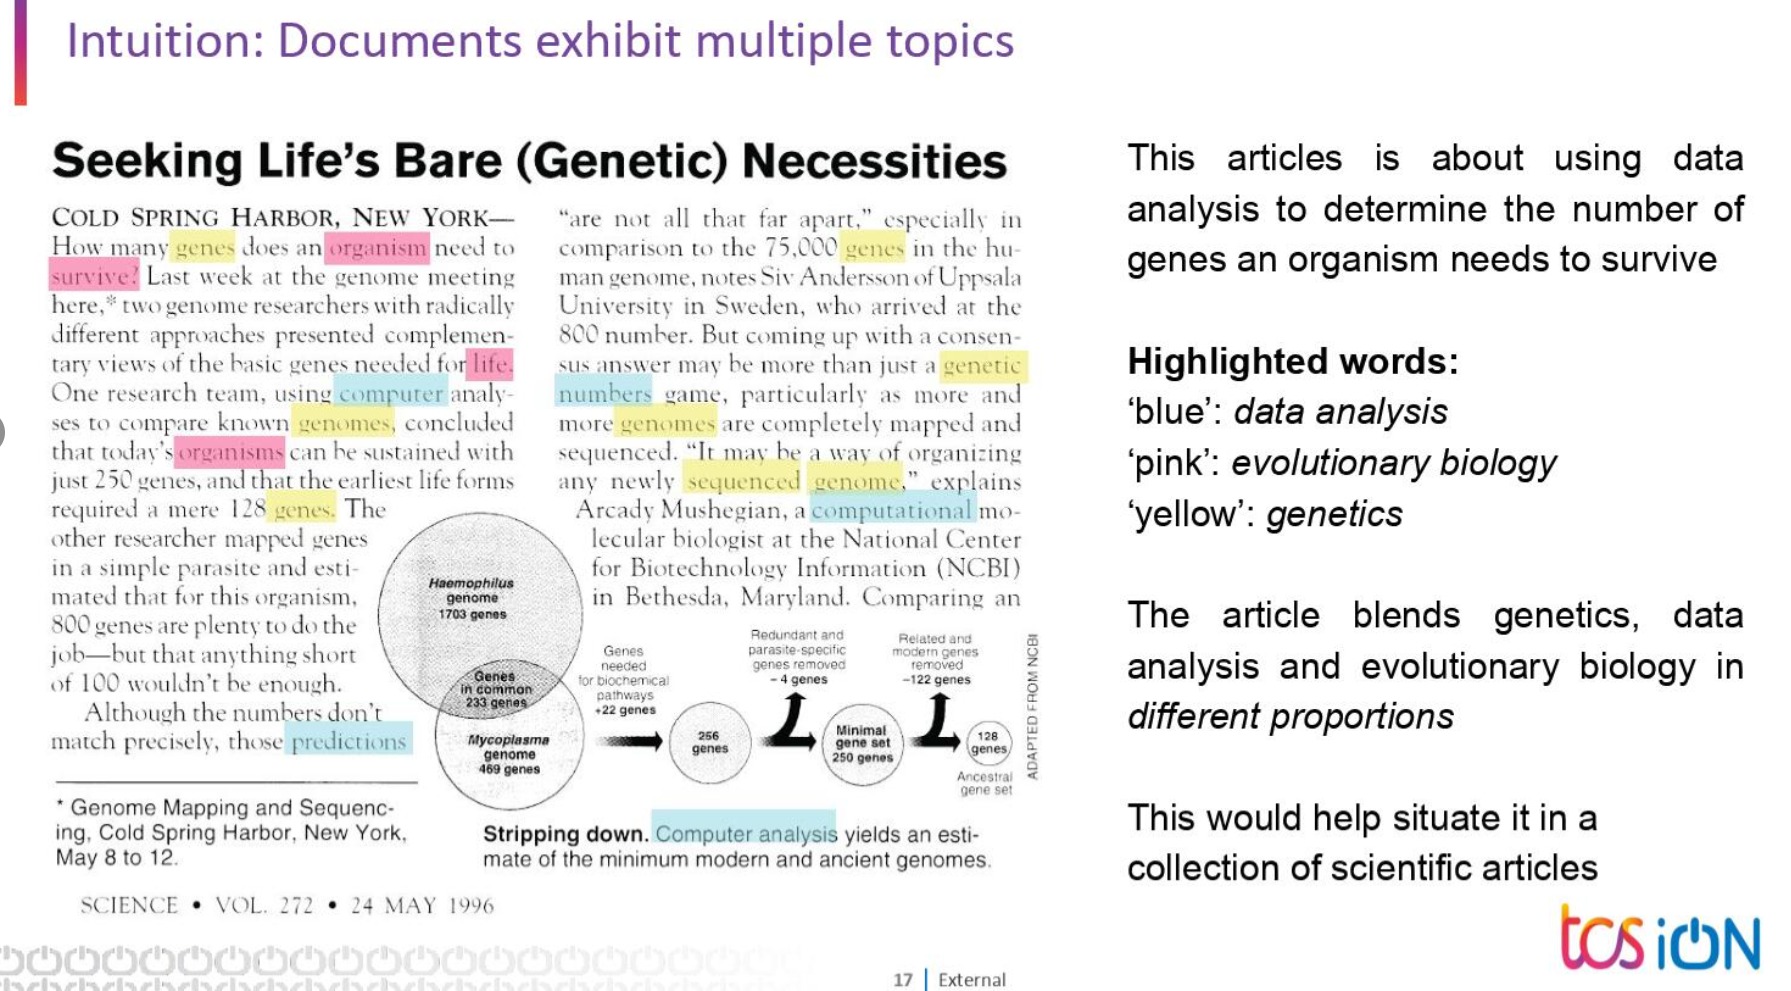 Intuition: Documents exhibit multiple topics
Seeking Life's Bare (Genetic) Necessities
COLD SPRING HARBOR, NEW YORK—
How many genes does an organism need to
survive? Last week at the genome meeting
here,* two genome researchers with radically
different approaches presented complemen-
tary views of the basic genes needed for life.
One research team, using computer analy-
ses to compare known genomes, concluded
that today's organisms can be sustained with
just 250 genes, and that the earliest life forms
required a mere 128 genes. The
other researcher mapped genes
in a simple parasite and esti-
mated that for this organism,
800 genes are plenty to do the
job—but that anything short
of 100 wouldn't be enough.
Although the numbers don't
match precisely, those predictions
* Genome Mapping and Sequenc-
ing, Cold Spring Harbor, New York,
May 8 to 12.
"are not all that far apart," especially in
comparison to the 75,000 genes in the hu-
man genome, notes Siv Andersson of Uppsala
University in Sweden, who arrived at the
800 number. But coming up with a consen-
sus answer may be more than just a genetic
numbers game, particularly as more and
more genomes are completely mapped and
sequenced. "It may be a way of organizing
any newly sequenced genome," explains
Arcady Mushegian, a computational mo-
lecular biologist at the National Center
for Biotechnology Information (NCBI)
in Bethesda, Maryland. Comparing an
Haemophilus
genome
1703 genes
Genes
in common
233 genes
Mycoplasma
genome
469 genes
Genes
needed
for biochemical
pathways
+22 genes
256
genes
Redundant and
parasite-specific
genes removed
- 4 genes
Minimal
gene set
250 genes
Related and
modern genes
removed
-122 genes
128
genes
Ancestral
gene set
ADAPTED FROM NCBI
Stripping down. Computer analysis yields an esti-
mate of the minimum modern and ancient genomes.
SCIENCE • VOL. 272 • 24 MAY 1996
This articles is about using data
analysis to determine the number of
genes an organism needs to survive
Highlighted words:
'blue': data analysis
'pink': evolutionary biology
'yellow': genetics
The article blends genetics, data
analysis and evolutionary biology in
different proportions
This would help situate it in a
collection of scientific articles
tcs iON
17 | External